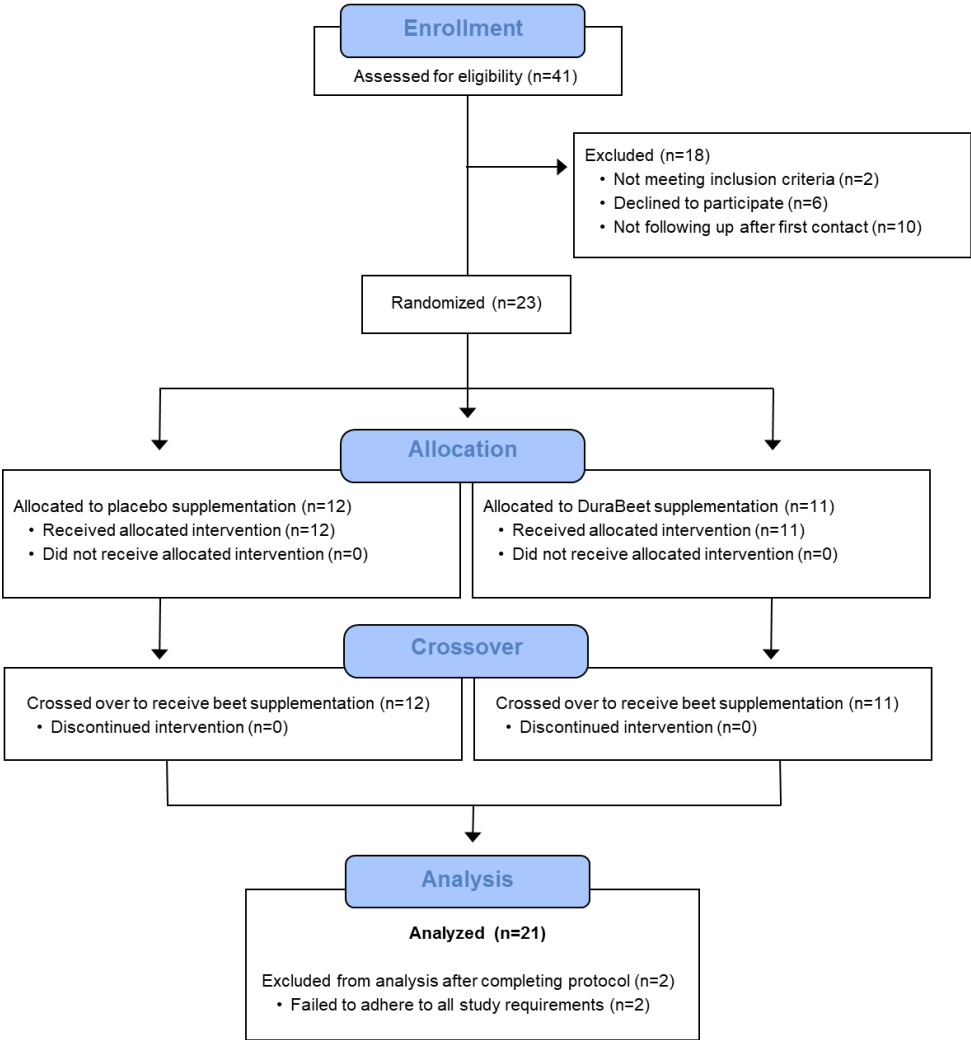 Enrollment
Assessed for eligibility (n=41)
Excluded (n=18)
• Not meeting inclusion criteria (n=2)
• Declined to participate (n=6)
• Not following up after first contact (n=10)
Randomized (n=23)
Allocation
Allocated to placebo supplementation (n=12)
• Received allocated intervention (n=12)
• Did not receive allocated intervention (n=0)
Allocated to DuraBeet supplementation (n=11)
• Received allocated intervention (n=11)
• Did not receive allocated intervention (n=0)
Crossover
Crossed over to receive beet supplementation (n=12)
• Discontinued intervention (n=0)
Crossed over to receive beet supplementation (n=11)
• Discontinued intervention (n=0)
Analysis
Analyzed (n=21)
Excluded from analysis after completing protocol (n=2)
• Failed to adhere to all study requirements (n=2)